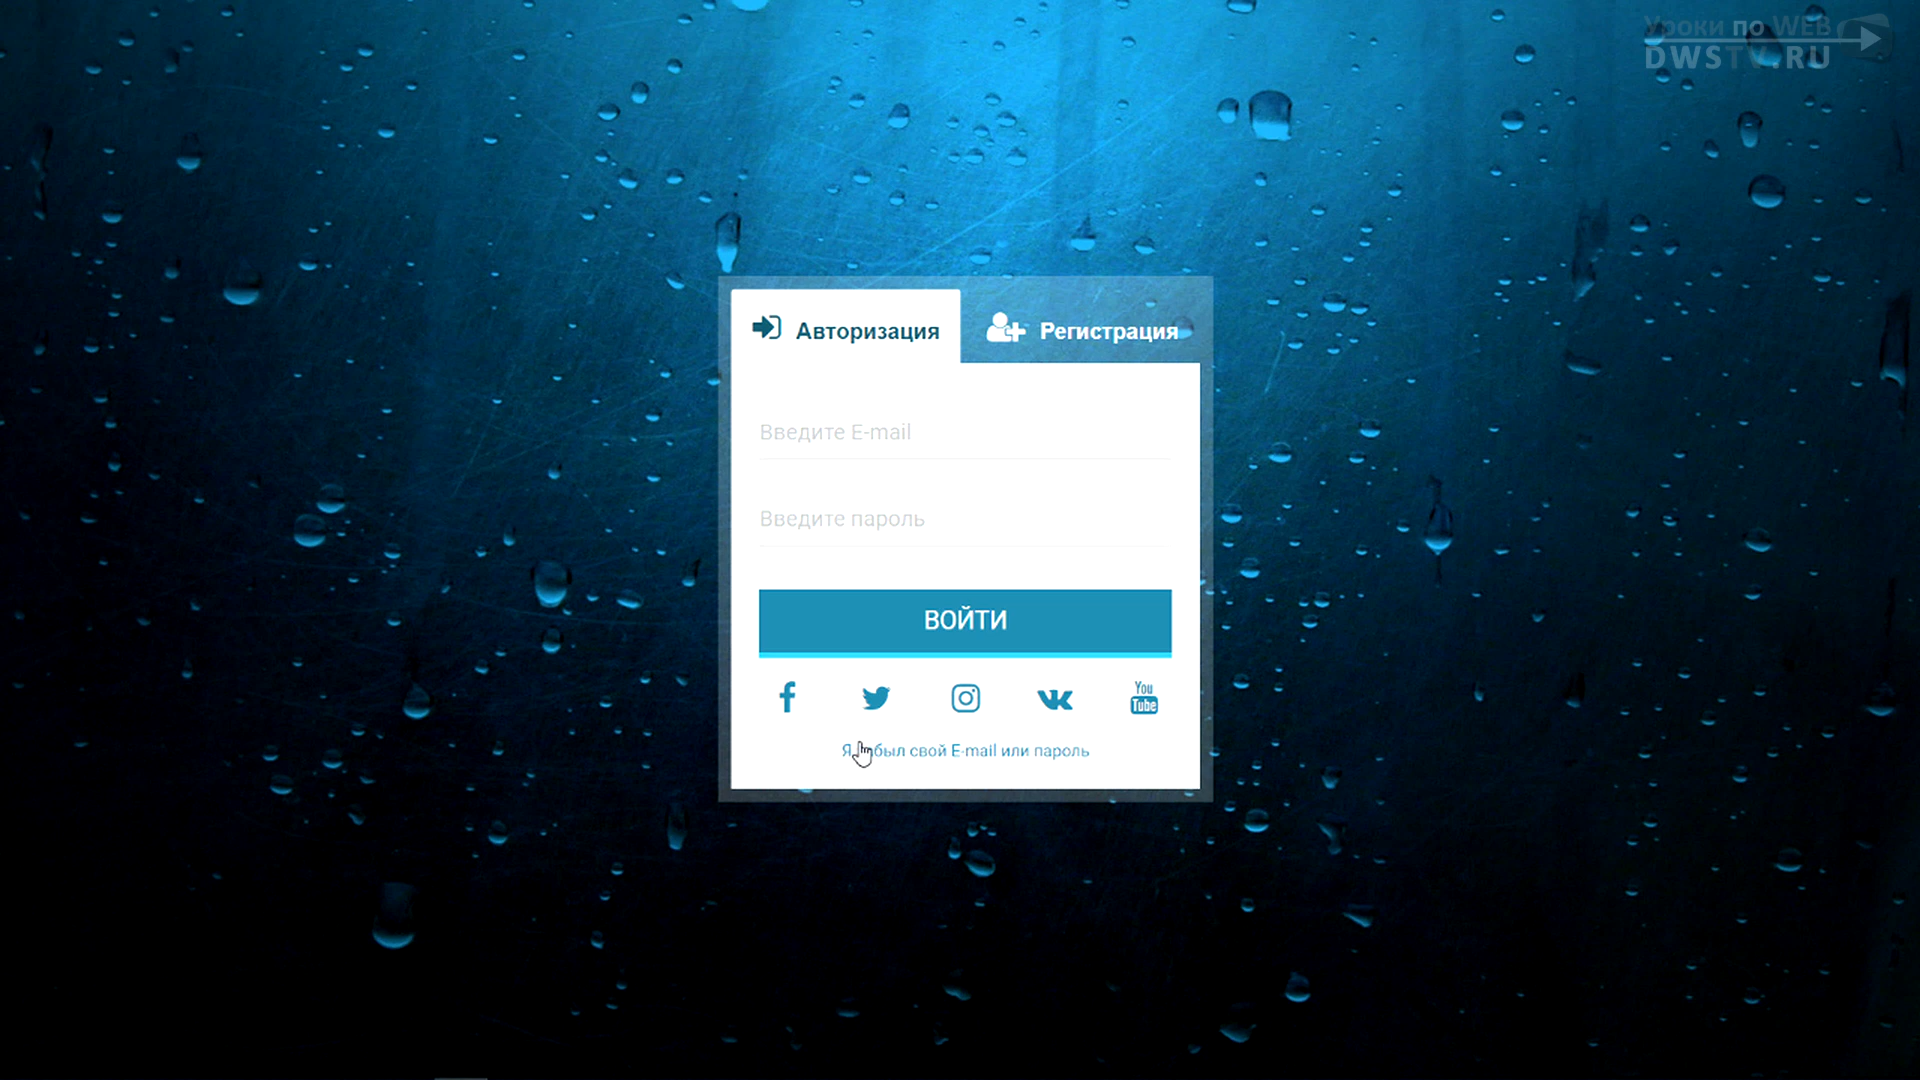 Уроки по WEB
DWSTV.RU
Авторизация
Регистрация
Введите E-mail
Введите пароль
ВОЙТИ
You
Tube
Я был свой E-mail или пароль